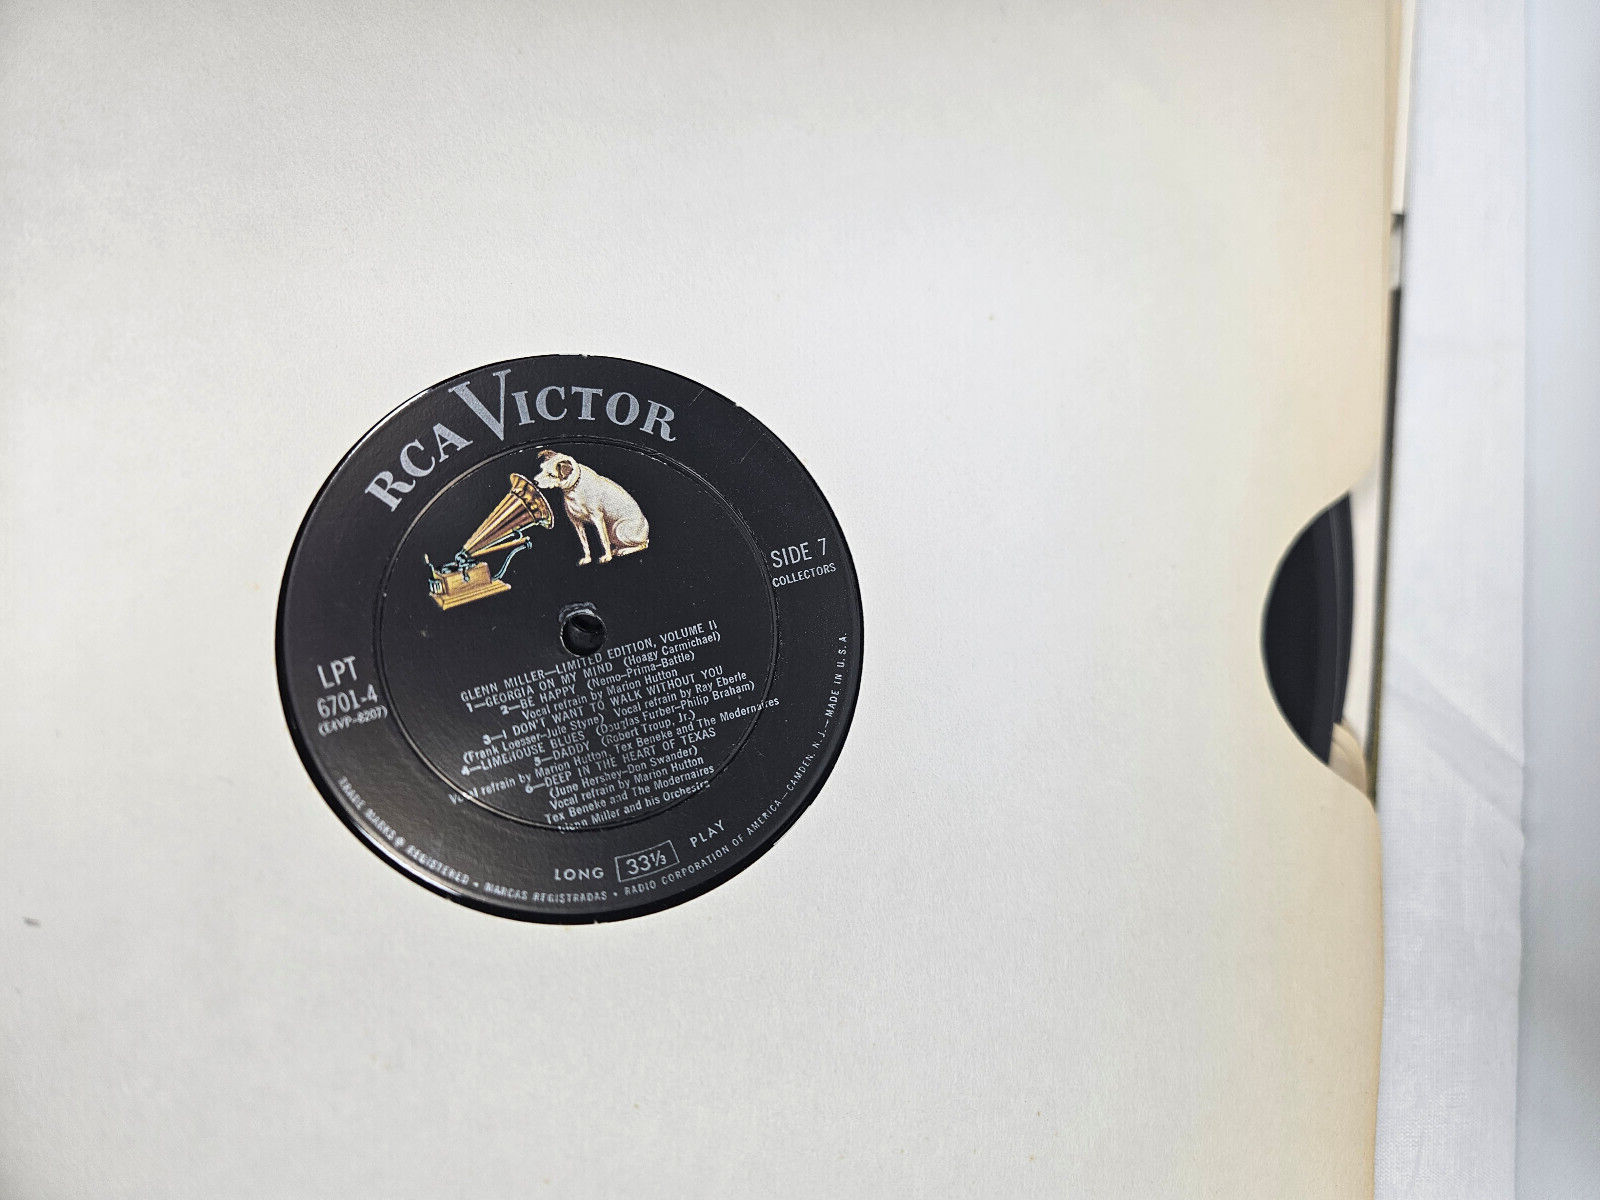 RCA VICTOR
SIDE 7
COLLECTORS
LPT
6701-4
(E4VP-8207)
GLENN MILLER—LIMITED EDITION, VOLUME II
1—GEORGIA ON MY MIND (Hoagy Carmichael)
2—BE HAPPY (Nemo-Prima-Battle)
Vocal refrain by Marion Hutton
3—I DON'T WANT TO WALK WITHOUT YOU
(Frank Loesser-Jule Styne) Vocal refrain by Ray Eberle
4—LIMEHOUSE BLUES (Douglas Furber-Philip Braham)
5—DADDY (Robert Troup, Jr.)
Vocal refrain by Marion Hutton, Tex Beneke and The Modernaires
6—DEEP IN THE HEART OF TEXAS
(June Hershey-Don Swander)
Vocal refrain by Marion Hutton
Tex Beneke and The Modernaires
Glenn Miller and his Orchestra
LONG 33⅓ PLAY
TRADE MARKS ® REGISTERED • MARCAS REGISTRADAS • RADIO CORPORATION OF AMERICA—CAMDEN, N. J.—MADE IN U.S.A.